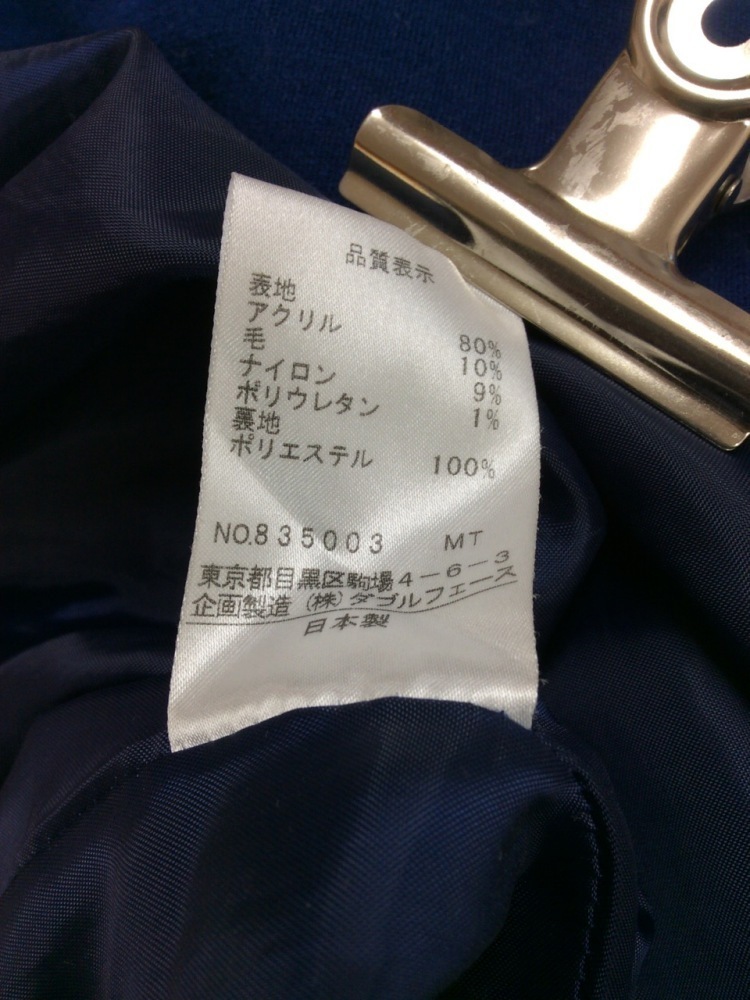 品質表示
表地
アクリル 80%
毛 10%
ナイロン 9%
ポリウレタン 1%
裏地
ポリエステル 100%
NO.835003 MT
東京都目黒区駒場4-6-3
企画製造 (株)ダブルフェース
日本製